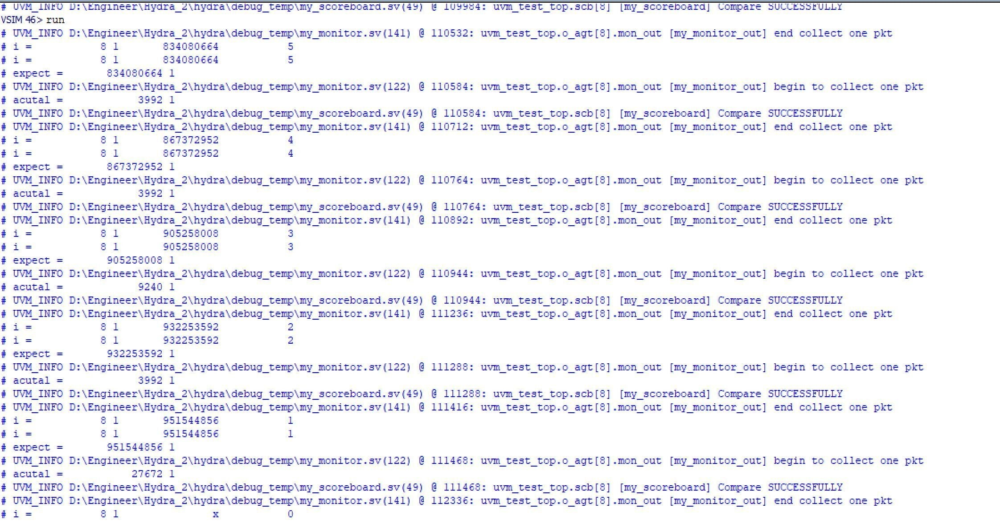 # UVM_INFO D:\Engineer\Hydra_2\hydra\debug_temp\my_scoreboard.sv(49) @ 109984: uvm_test_top.scb[8] [my_scoreboard] Compare SUCCESSFULLY
VSIM 46> run
# UVM_INFO D:\Engineer\Hydra_2\hydra\debug_temp\my_monitor.sv(141) @ 110532: uvm_test_top.o_agt[8].mon_out [my_monitor_out] end collect one pkt
# i =           8 1       834080664           5
# i =           8 1       834080664           5
# expect =       834080664 1
# UVM_INFO D:\Engineer\Hydra_2\hydra\debug_temp\my_monitor.sv(122) @ 110584: uvm_test_top.o_agt[8].mon_out [my_monitor_out] begin to collect one pkt
# acutal =            3992 1
# UVM_INFO D:\Engineer\Hydra_2\hydra\debug_temp\my_scoreboard.sv(49) @ 110584: uvm_test_top.scb[8] [my_scoreboard] Compare SUCCESSFULLY
# UVM_INFO D:\Engineer\Hydra_2\hydra\debug_temp\my_monitor.sv(141) @ 110712: uvm_test_top.o_agt[8].mon_out [my_monitor_out] end collect one pkt
# i =           8 1       867372952           4
# i =           8 1       867372952           4
# expect =       867372952 1
# UVM_INFO D:\Engineer\Hydra_2\hydra\debug_temp\my_monitor.sv(122) @ 110764: uvm_test_top.o_agt[8].mon_out [my_monitor_out] begin to collect one pkt
# acutal =            3992 1
# UVM_INFO D:\Engineer\Hydra_2\hydra\debug_temp\my_scoreboard.sv(49) @ 110764: uvm_test_top.scb[8] [my_scoreboard] Compare SUCCESSFULLY
# UVM_INFO D:\Engineer\Hydra_2\hydra\debug_temp\my_monitor.sv(141) @ 110892: uvm_test_top.o_agt[8].mon_out [my_monitor_out] end collect one pkt
# i =           8 1       905258008           3
# i =           8 1       905258008           3
# expect =       905258008 1
# UVM_INFO D:\Engineer\Hydra_2\hydra\debug_temp\my_monitor.sv(122) @ 110944: uvm_test_top.o_agt[8].mon_out [my_monitor_out] begin to collect one pkt
# acutal =            9240 1
# UVM_INFO D:\Engineer\Hydra_2\hydra\debug_temp\my_scoreboard.sv(49) @ 110944: uvm_test_top.scb[8] [my_scoreboard] Compare SUCCESSFULLY
# UVM_INFO D:\Engineer\Hydra_2\hydra\debug_temp\my_monitor.sv(141) @ 111236: uvm_test_top.o_agt[8].mon_out [my_monitor_out] end collect one pkt
# i =           8 1       932253592           2
# i =           8 1       932253592           2
# expect =       932253592 1
# UVM_INFO D:\Engineer\Hydra_2\hydra\debug_temp\my_monitor.sv(122) @ 111288: uvm_test_top.o_agt[8].mon_out [my_monitor_out] begin to collect one pkt
# acutal =            3992 1
# UVM_INFO D:\Engineer\Hydra_2\hydra\debug_temp\my_scoreboard.sv(49) @ 111288: uvm_test_top.scb[8] [my_scoreboard] Compare SUCCESSFULLY
# UVM_INFO D:\Engineer\Hydra_2\hydra\debug_temp\my_monitor.sv(141) @ 111416: uvm_test_top.o_agt[8].mon_out [my_monitor_out] end collect one pkt
# i =           8 1       951544856           1
# i =           8 1       951544856           1
# expect =       951544856 1
# UVM_INFO D:\Engineer\Hydra_2\hydra\debug_temp\my_monitor.sv(122) @ 111468: uvm_test_top.o_agt[8].mon_out [my_monitor_out] begin to collect one pkt
# acutal =           27672 1
# UVM_INFO D:\Engineer\Hydra_2\hydra\debug_temp\my_scoreboard.sv(49) @ 111468: uvm_test_top.scb[8] [my_scoreboard] Compare SUCCESSFULLY
# UVM_INFO D:\Engineer\Hydra_2\hydra\debug_temp\my_monitor.sv(141) @ 112336: uvm_test_top.o_agt[8].mon_out [my_monitor_out] end collect one pkt
# i =           8 1               x           0